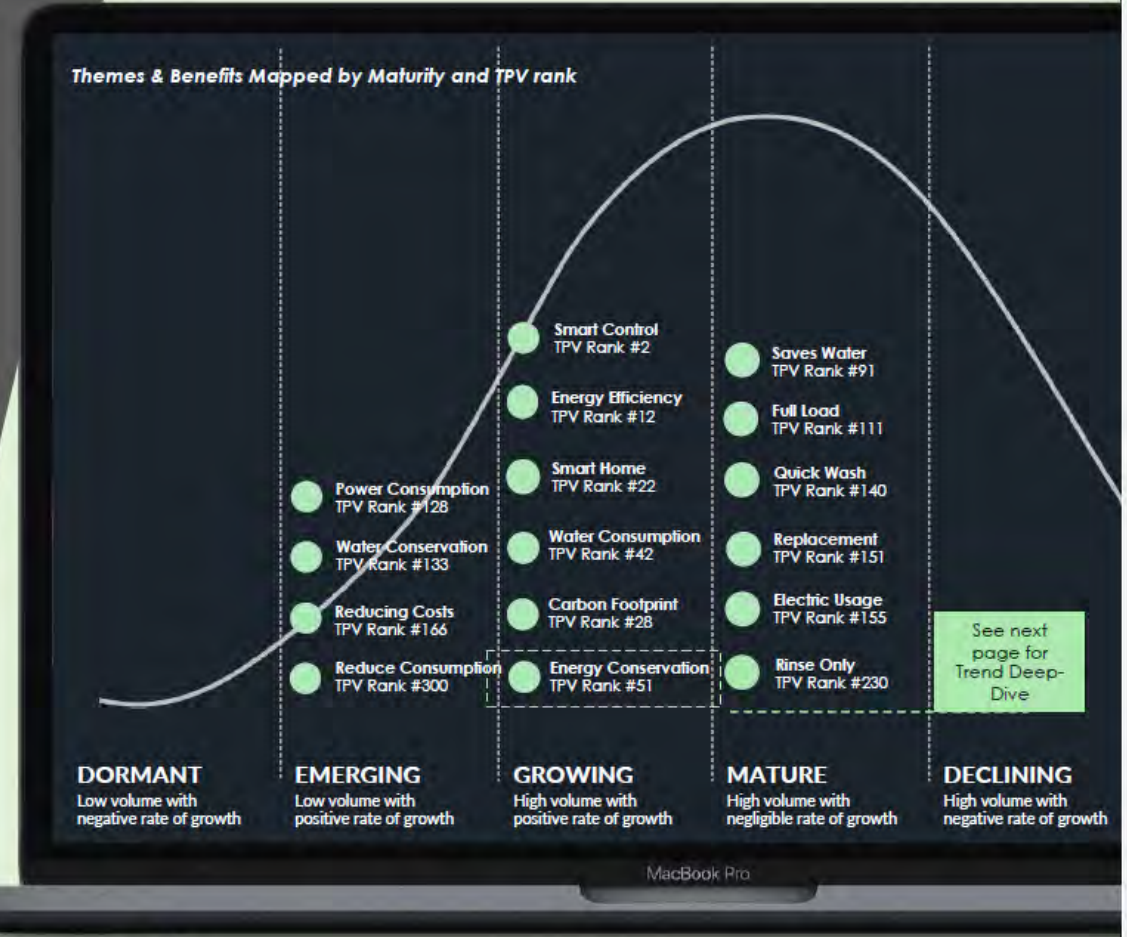 Themes & Benefits Mapped by Maturity and TPV rank
Power Consumption
TPV Rank #128
Water Conservation
TPV Rank #133
Reducing Costs
TPV Rank #166
Reduce Consumption
TPV Rank #300
Smart Control
TPV Rank #2
Energy Efficiency
TPV Rank #12
Smart Home
TPV Rank #22
Water Consumption
TPV Rank #42
Carbon Footprint
TPV Rank #28
Energy Conservation
TPV Rank #51
Saves Water
TPV Rank #91
Full Load
TPV Rank #111
Quick Wash
TPV Rank #140
Replacement
TPV Rank #151
Electric Usage
TPV Rank #155
Rinse Only
TPV Rank #230
See next
page for
Trend Deep-
Dive
DORMANT
Low volume with
negative rate of growth
EMERGING
Low volume with
positive rate of growth
GROWING
High volume with
positive rate of growth
MATURE
High volume with
negligible rate of growth
DECLINING
High volume with
negative rate of growth
MacBook Pro